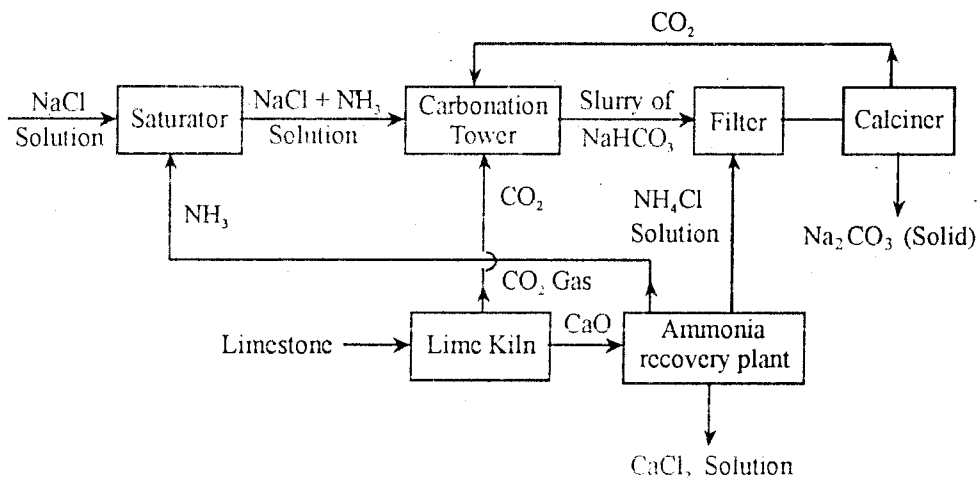 CO₂
NaCl
Solution
Saturator
NaCl + NH₃
Solution
Carbonation
Tower
Slurry of
NaHCO₃
Filter
Calciner
NH₃
CO₂
NH₄Cl
Solution
Na₂CO₃ (Solid)
CO₂ Gas
Limestone
Lime Kiln
CaO
Ammonia
recovery plant
CaCl₂ Solution